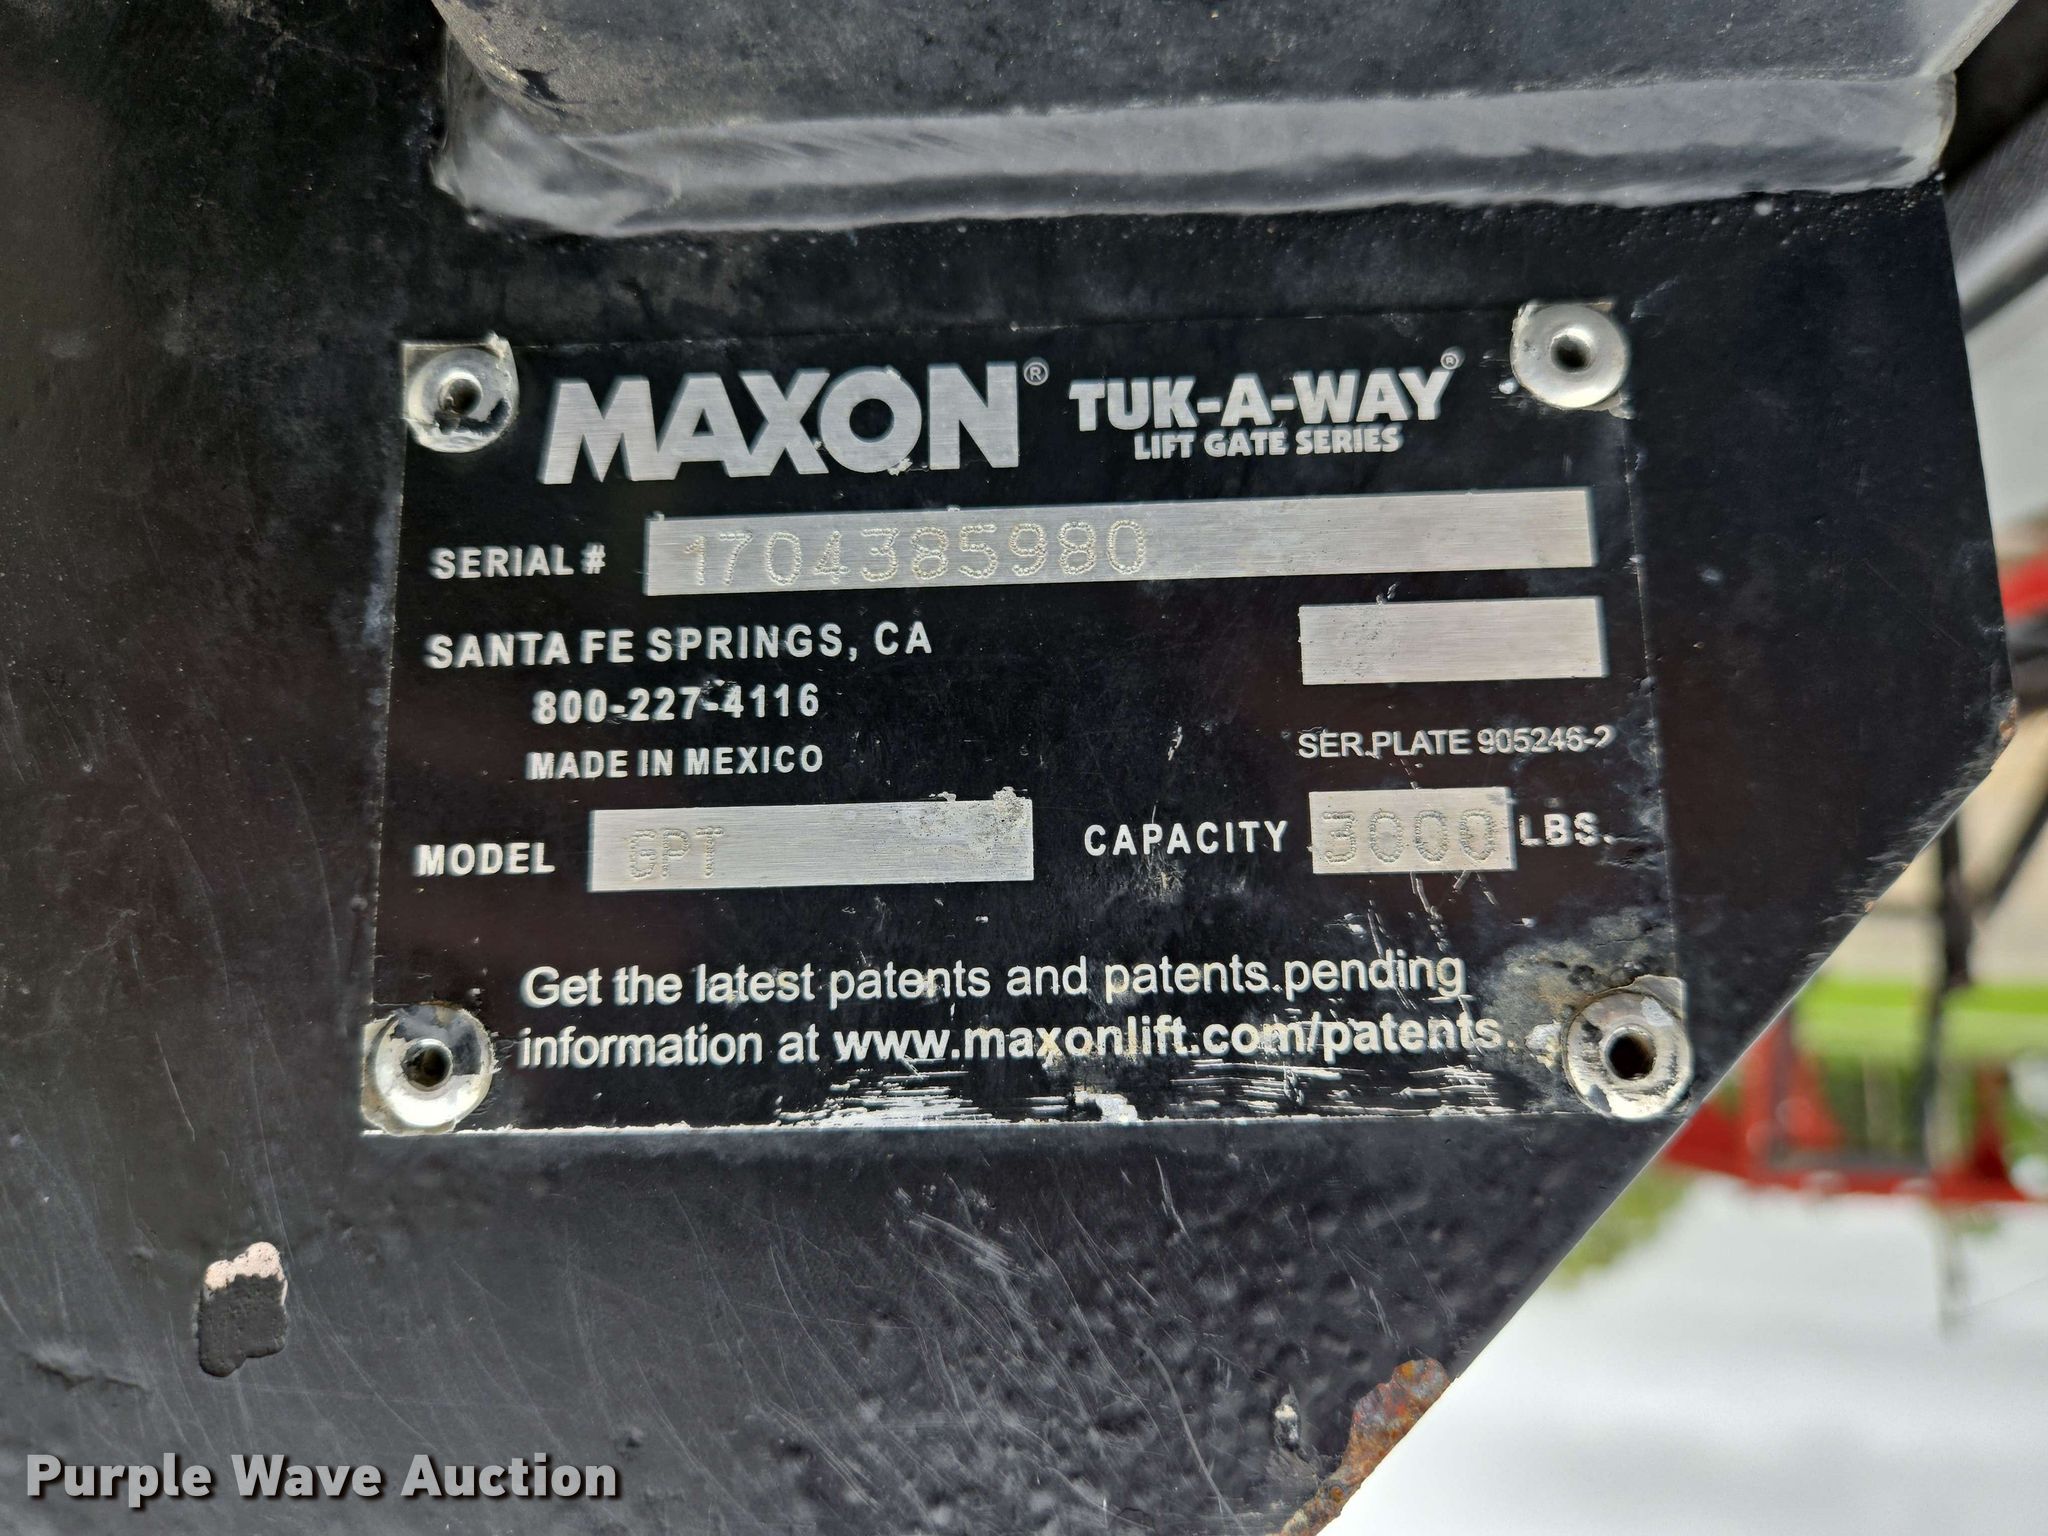 MAXON® TUK-A-WAY®
LIFT GATE SERIES
SERIAL # 1704385980
SANTA FE SPRINGS, CA
800-227-4116
MADE IN MEXICO
SER.PLATE 905246-2
MODEL GPT
CAPACITY 3000 LBS.
Get the latest patents and patents pending
information at www.maxonlift.com/patents.
Purple Wave Auction